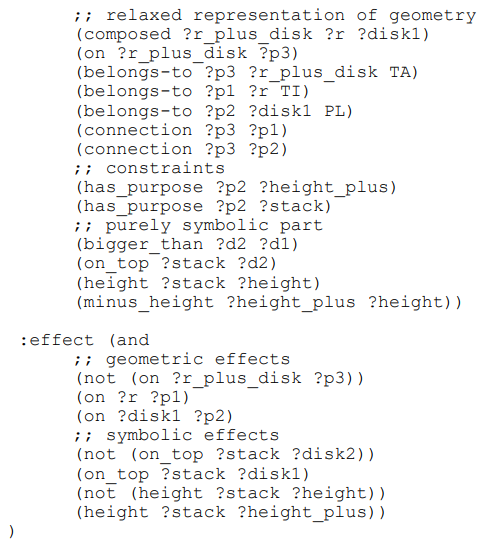 ;; relaxed representation of geometry
(composed ?r_plus_disk ?r ?disk1)
(on ?r_plus_disk ?p3)
(belongs-to ?p3 ?r_plus_disk TA)
(belongs-to ?p1 ?r TI)
(belongs-to ?p2 ?disk1 PL)
(connection ?p3 ?p1)
(connection ?p3 ?p2)
;; constraints
(has_purpose ?p2 ?height_plus)
(has_purpose ?p2 ?stack)
;; purely symbolic part
(bigger_than ?d2 ?d1)
(on_top ?stack ?d2)
(height ?stack ?height)
(minus_height ?height_plus ?height))
:effect (and
;; geometric effects
(not (on ?r_plus_disk ?p3))
(on ?r ?p1)
(on ?disk1 ?p2)
;; symbolic effects
(not (on_top ?stack ?disk2))
(on_top ?stack ?disk1)
(not (height ?stack ?height))
(height ?stack ?height_plus))
)